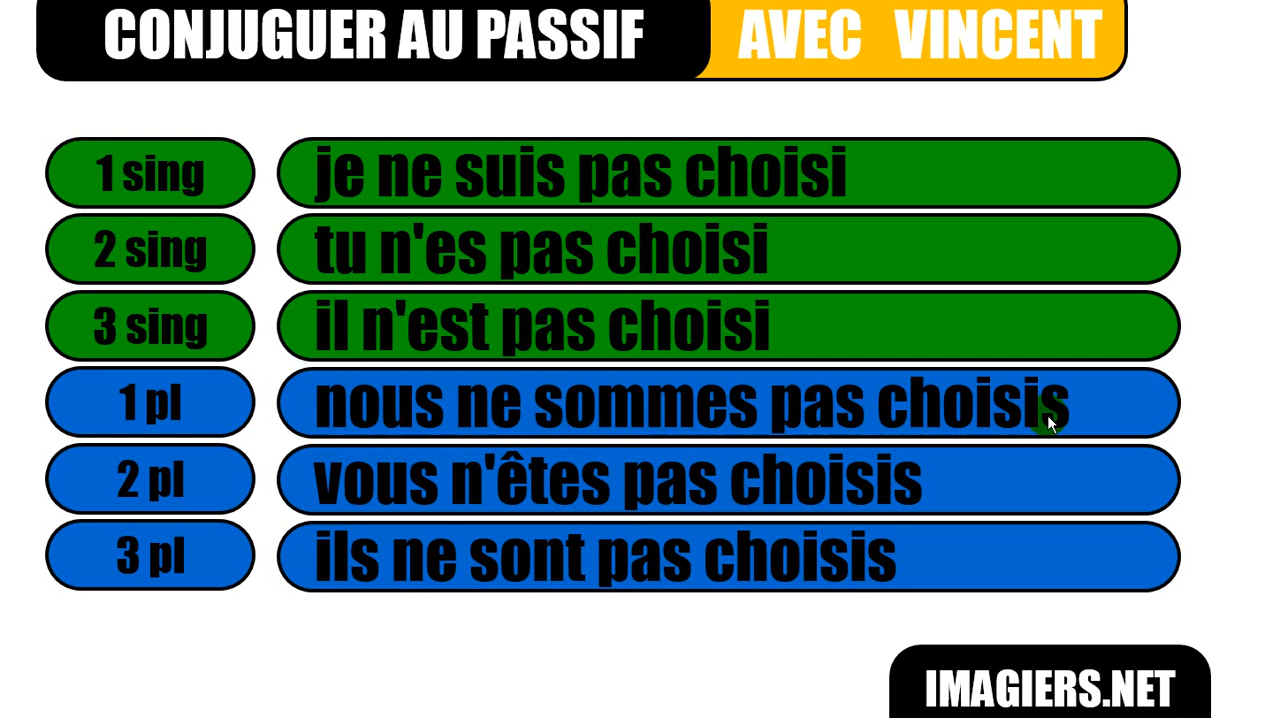 CONJUGUER AU PASSIF AVEC VINCENT
1 sing je ne suis pas choisi
2 sing tu n'es pas choisi
3 sing il n'est pas choisi
1 pl nous ne sommes pas choisis
2 pl vous n'êtes pas choisis
3 pl ils ne sont pas choisis
IMAGIERS.NET